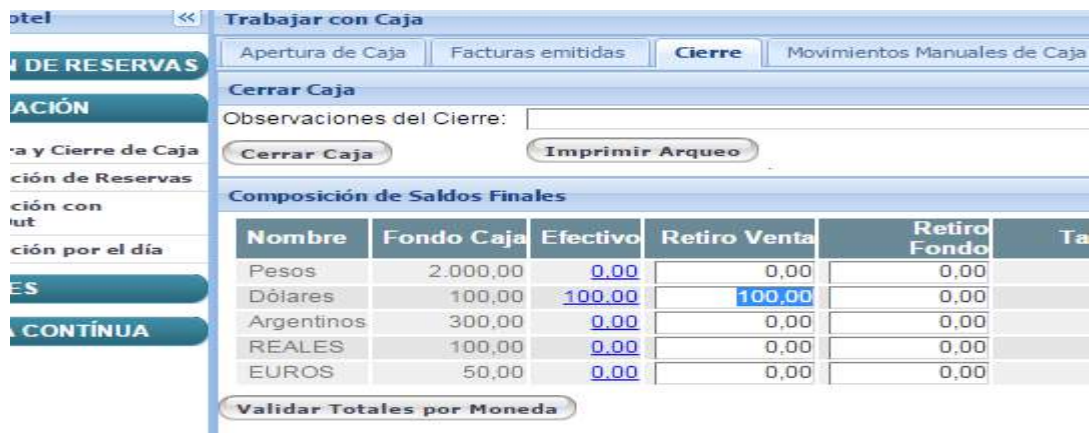 otel
DE RESERVAS
ACIÓN
ra y Cierre de Caja
ción de Reservas
ción con
Out
ción por el día
ES
CONTÍNUA
Trabajar con Caja
Apertura de Caja Facturas emitidas Cierre Movimientos Manuales de Caja
Cerrar Caja
Observaciones del Cierre:
Cerrar Caja Imprimir Arqueo
Composición de Saldos Finales
Nombre Fondo Caja Efectivo Retiro Venta Retiro Fondo Ta
Pesos 2.000,00 0,00 0,00 0,00
Dólares 100,00 100,00 100,00 0,00
Argentinos 300,00 0,00 0,00 0,00
REALES 100,00 0,00 0,00 0,00
EUROS 50,00 0,00 0,00 0,00
Validar Totales por Moneda